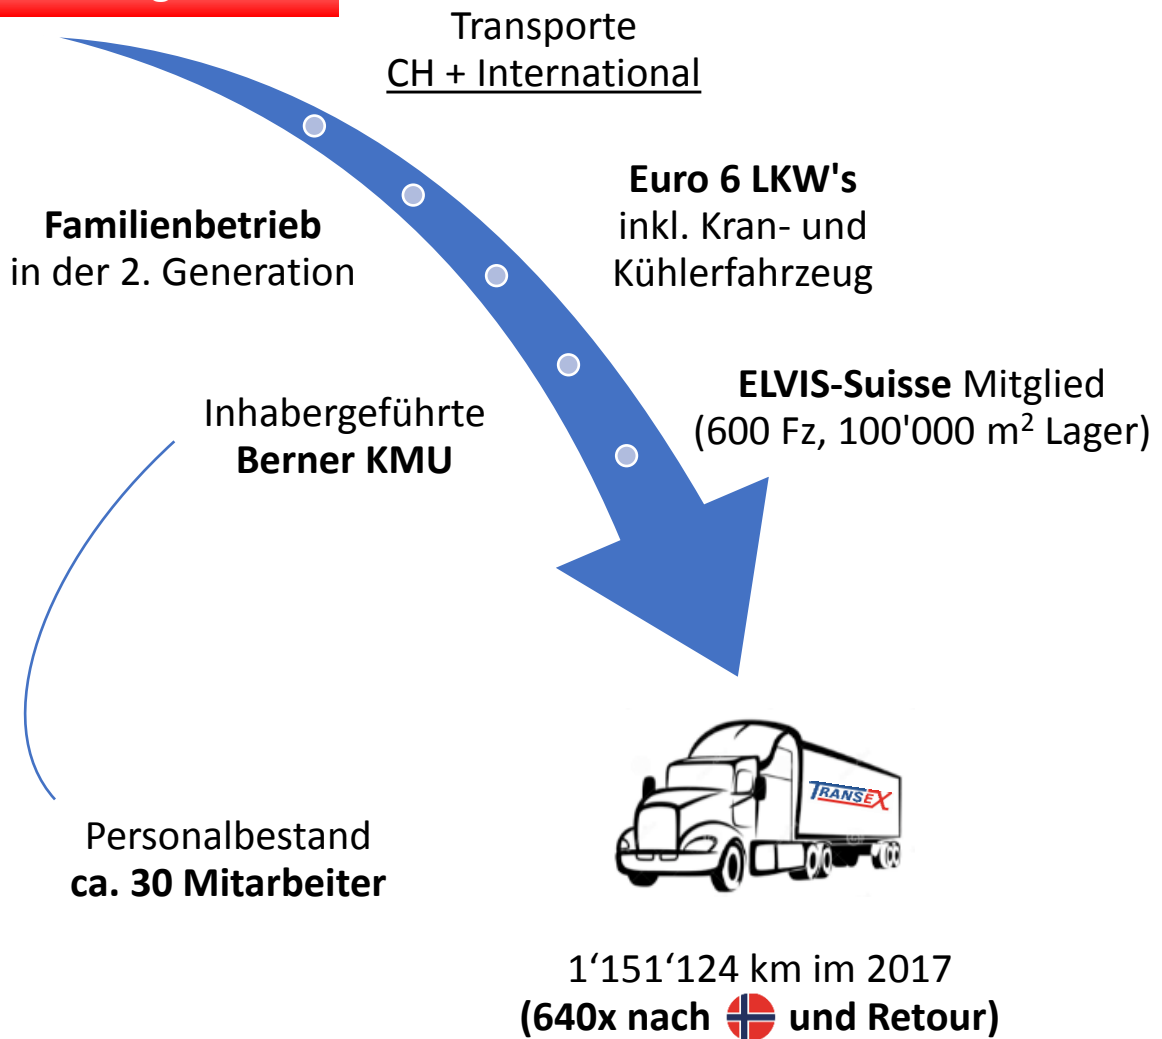 Transporte
CH + International
Euro 6 LKW's
inkl. Kran- und
Kühlerfahrzeug
Familienbetrieb
in der 2. Generation
ELVIS-Suisse Mitglied
(600 Fz, 100'000 m² Lager)
Inhabergeführte
Berner KMU
TRANSEX
Personalbestand
ca. 30 Mitarbeiter
1‘151‘124 km im 2017
(640x nach und Retour)